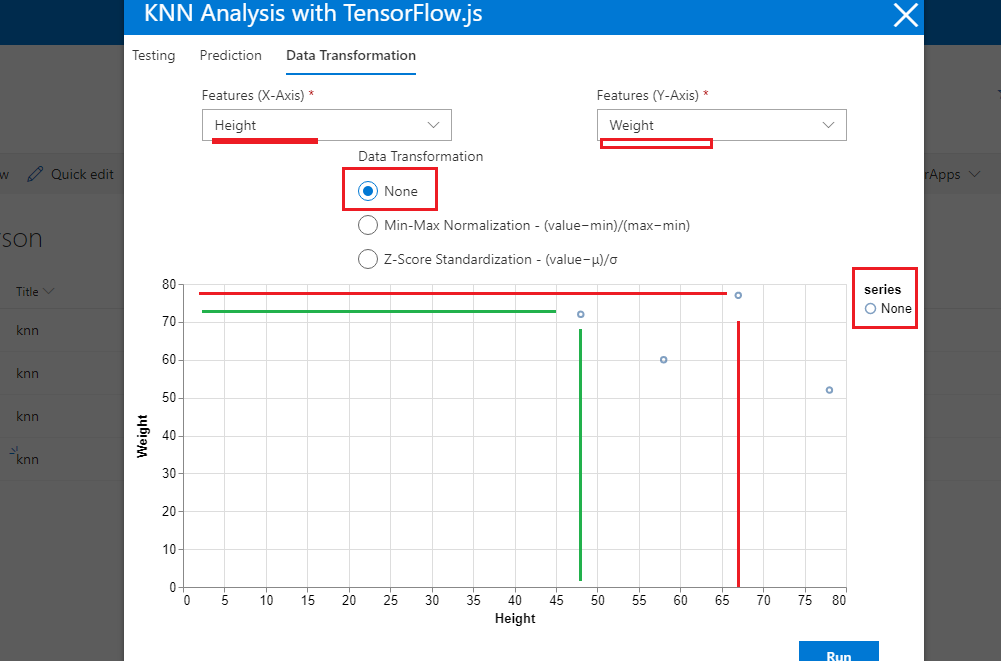 KNN Analysis with TensorFlow.js
Testing Prediction Data Transformation
Features (X-Axis) * Features (Y-Axis) *
Height Weight
Data Transformation
w Quick edit rApps
None
Min-Max Normalization - (value−min)/(max−min)
son
Z-Score Standardization - (value−μ)/σ
Title
series
None
knn
knn
knn
knn
80
70
60
50
40
30
20
10
0
Weight
0 5 10 15 20 25 30 35 40 45 50 55 60 65 70 75 80
Height
Run